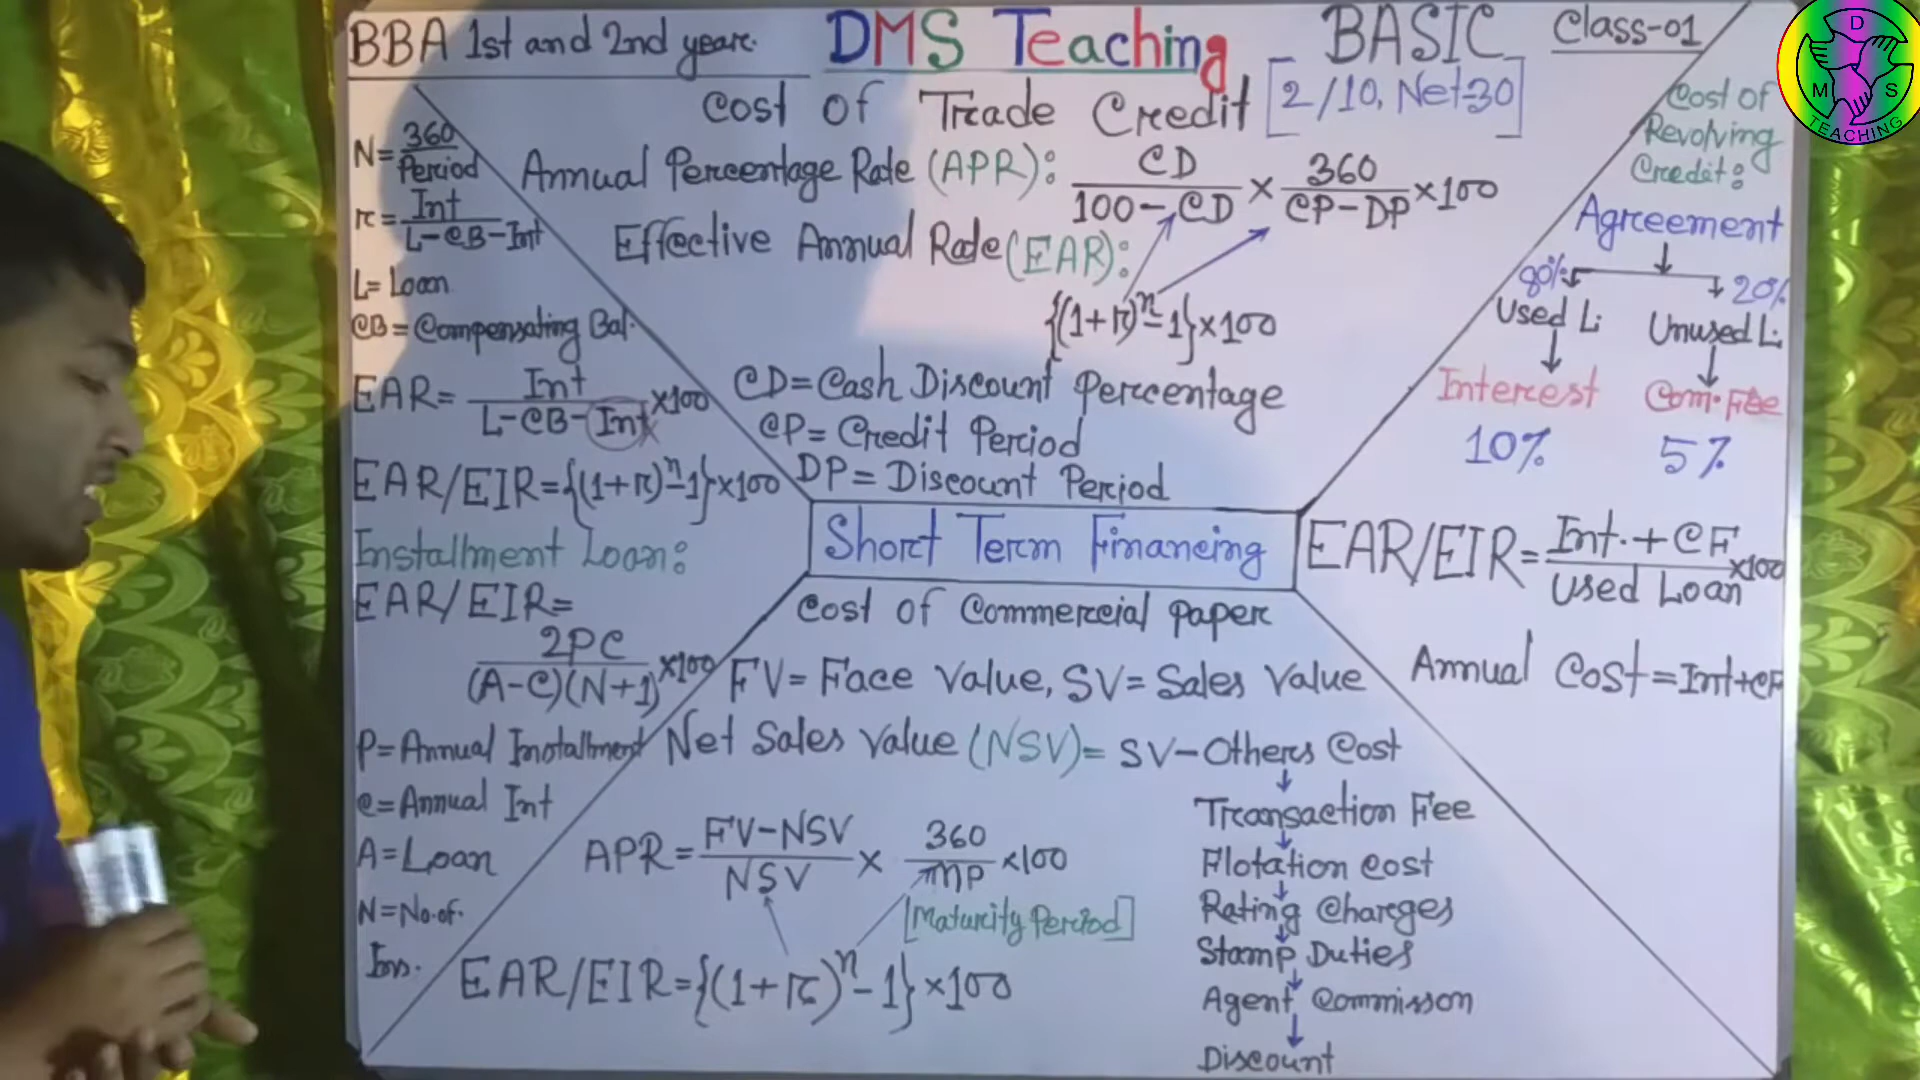 BBA 1st and 2nd year.
DMS Teaching
BASIC
Class-01
Cost of Trade Credit [2/10, Net-30]
Annual Percentage Rate (APR): CD/(100-CD) × 360/(CP-DP) ×100
Effective Annual Rate (EAR):
{(1+r)^n-1}×100
CD=Cash Discount Percentage
CP= Credit Period
DP= Discount Period
N=360/Period
r=Int/(L-CB-Int)
L= Loan
CB=Compensating Bal.
EAR= Int/(L-CB-Int) ×100
EAR/EIR={(1+r)^n-1}×100
Installment Loan:
EAR/EIR=
2PC/((A-C)(N+1)) ×100
P=Annual Installment
C=Annual Int
A=Loan
N=No.of.
Ins.
Short Term Financing
Cost of Revolving Credit:
Agreement
80%
20%
Used Li
Unused Li.
Interest
Com.Fee
10%
5%
EAR/EIR= (Int.+CF)/Used Loan ×100
Annual Cost=Int+CF
Cost of Commercial paper
FV= Face Value, SV= Sales Value
Net Sales Value (NSV)= SV-Others Cost
Transaction Fee
Flotation Cost
Rating Charges
Stamp Duties
Agent Commisson
Discount
APR= (FV-NSV)/NSV × 360/MP ×100
[Maturity Period]
EAR/EIR={(1+r)^n-1}×100
D
M
S
TEACHING